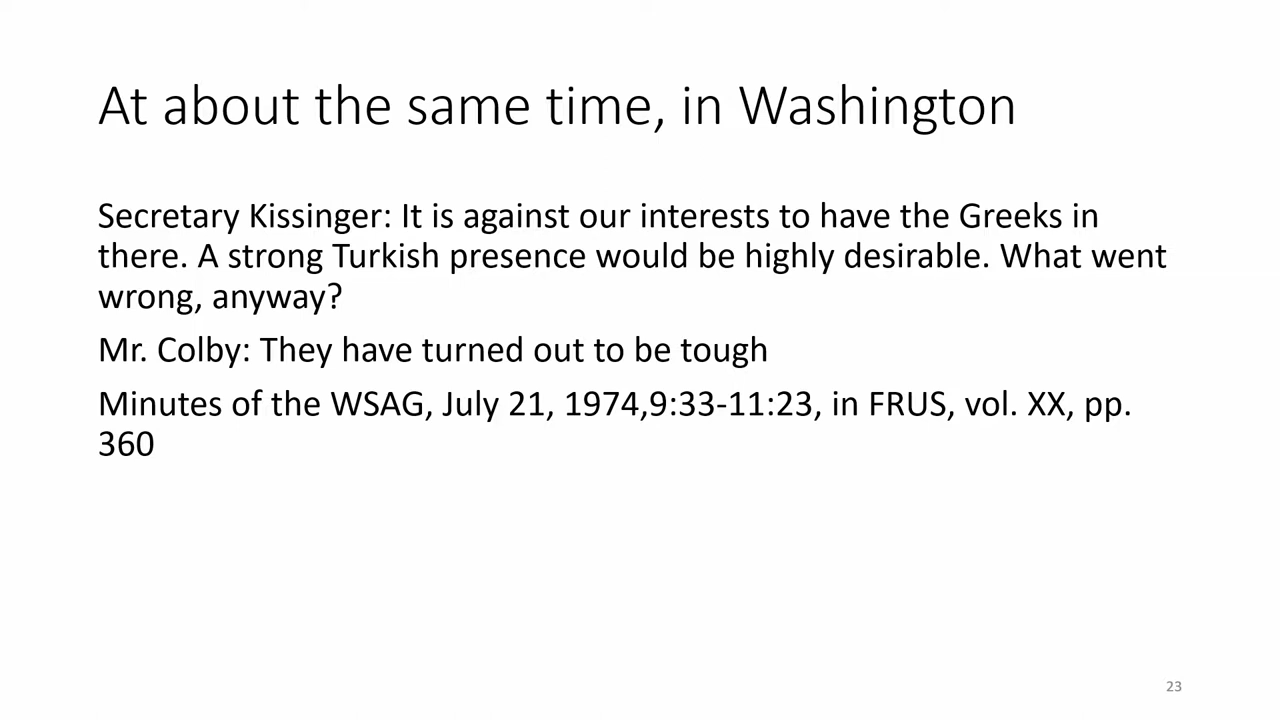 At about the same time, in Washington
Secretary Kissinger: It is against our interests to have the Greeks in
there. A strong Turkish presence would be highly desirable. What went
wrong, anyway?
Mr. Colby: They have turned out to be tough
Minutes of the WSAG, July 21, 1974,9:33-11:23, in FRUS, vol. XX, pp.
360
23